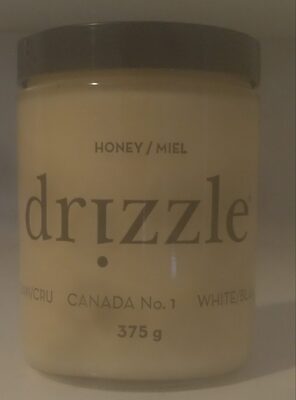 HONEY / MIEL
drizzle
CANADA No. 1 WHITE/
375 g